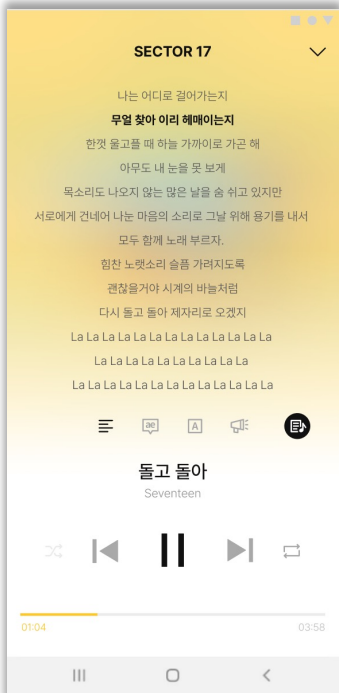 SECTOR 17
나는 어디로 걸어가는지
무얼 찾아 이리 헤매이는지
한껏 울고플 때 하늘 가까이로 가곤 해
아무도 내 눈을 못 보게
목소리도 나오지 않는 많은 날을 숨 쉬고 있지만
서로에게 건네어 나눈 마음의 소리로 그날 위해 용기를 내서
모두 함께 노래 부르자.
힘찬 노랫소리 슬픔 가려지도록
괜찮을거야 시계의 바늘처럼
다시 돌고 돌아 제자리로 오겠지
La La La La La La La La La La La La La
La La La La La La La La La La
La La La La La La La La La La La La La
ae A
돌고 돌아
Seventeen
01:04 03:58